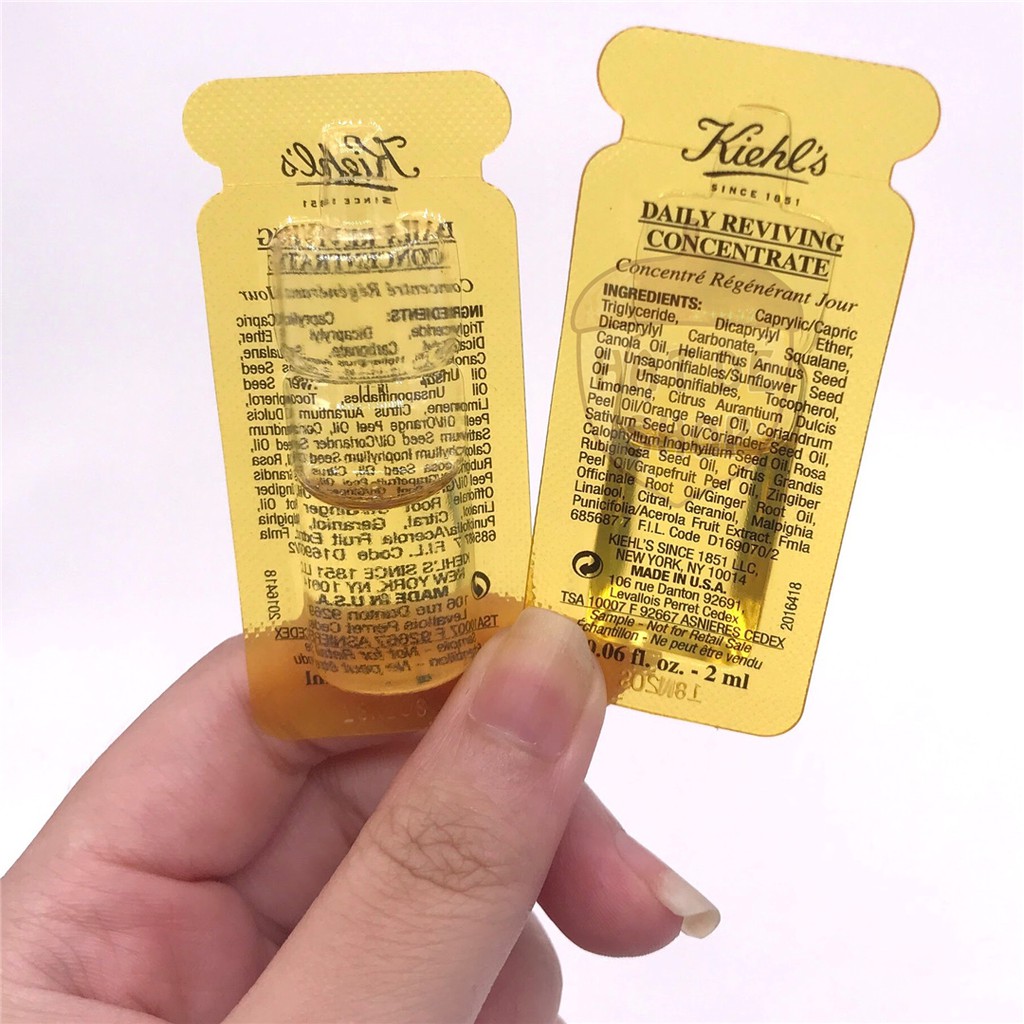 Kiehl's
SINCE 1851
DAILY REVIVING
CONCENTRATE
Concentré Régénérant Jour
INGREDIENTS: Caprylic/Capric
Triglyceride, Dicaprylyl Ether,
Dicaprylyl Carbonate, Squalane,
Canola Oil, Helianthus Annuus Seed
Oil Unsaponifiables/Sunflower Seed
Oil Unsaponifiables, Tocopherol,
Limonene, Citrus Aurantium Dulcis
Peel Oil/Orange Peel Oil, Coriandrum
Sativum Seed Oil/Coriander Seed Oil,
Calophyllum Inophyllum Seed Oil, Rosa
Rubiginosa Seed Oil, Citrus Grandis
Peel Oil/Grapefruit Peel Oil, Zingiber
Officinale Root Oil/Ginger Root Oil,
Linalool, Citral, Geraniol, Malpighia
Punicifolia/Acerola Fruit Extract. Fmla
685687 7 F.I.L. Code D169070/2
KIEHL'S SINCE 1851 LLC,
NEW YORK, NY 10014
MADE IN U.S.A.
106 rue Danton 92691,
Levallois Perret Cedex,
TSA 10007 F 92667 ASNIERES CEDEX
Sample - Not for Retail Sale
échantillon - Ne peut être vendu
0.06 fl. oz. - 2 ml
2016418